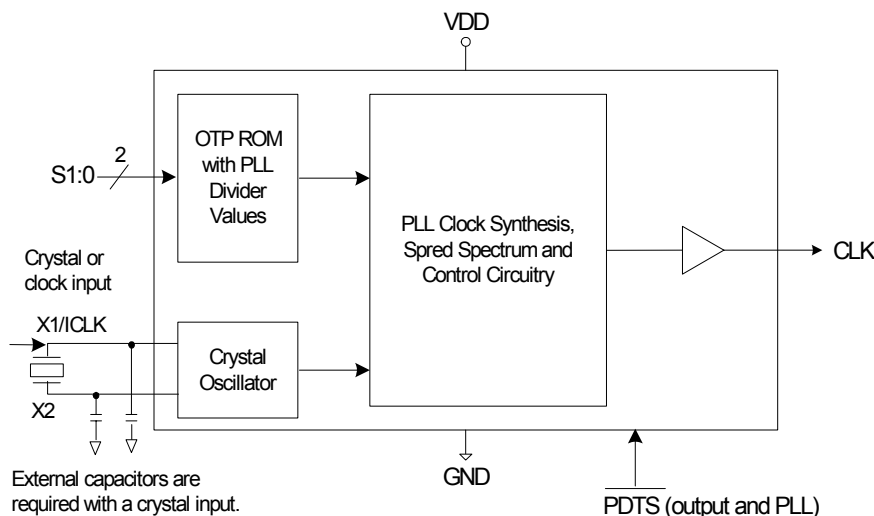 VDD
OTP ROM
with PLL
Divider
Values
2
S1:0
PLL Clock Synthesis,
Spred Spectrum and
Control Circuitry
CLK
Crystal or
clock input
X1/ICLK
Crystal
Oscillator
X2
External capacitors are
required with a crystal input.
GND
PDTS (output and PLL)